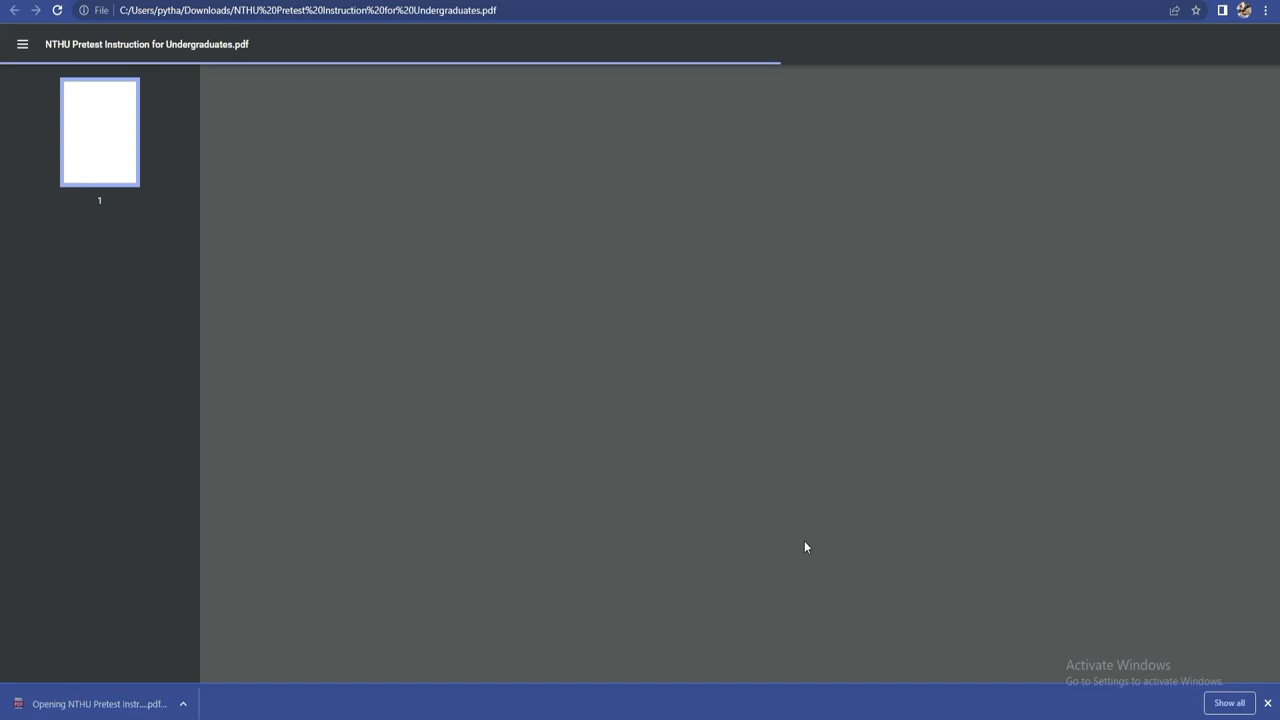 File
C:/Users/pytha/Downloads/NTHU%20Pretest%20Instruction%20for%20Undergraduates.pdf
NTHU Pretest Instruction for Undergraduates.pdf
1
Activate Windows
Go to Settings to activate Windows.
Opening NTHU Pretest Instr....pdf...
Show all